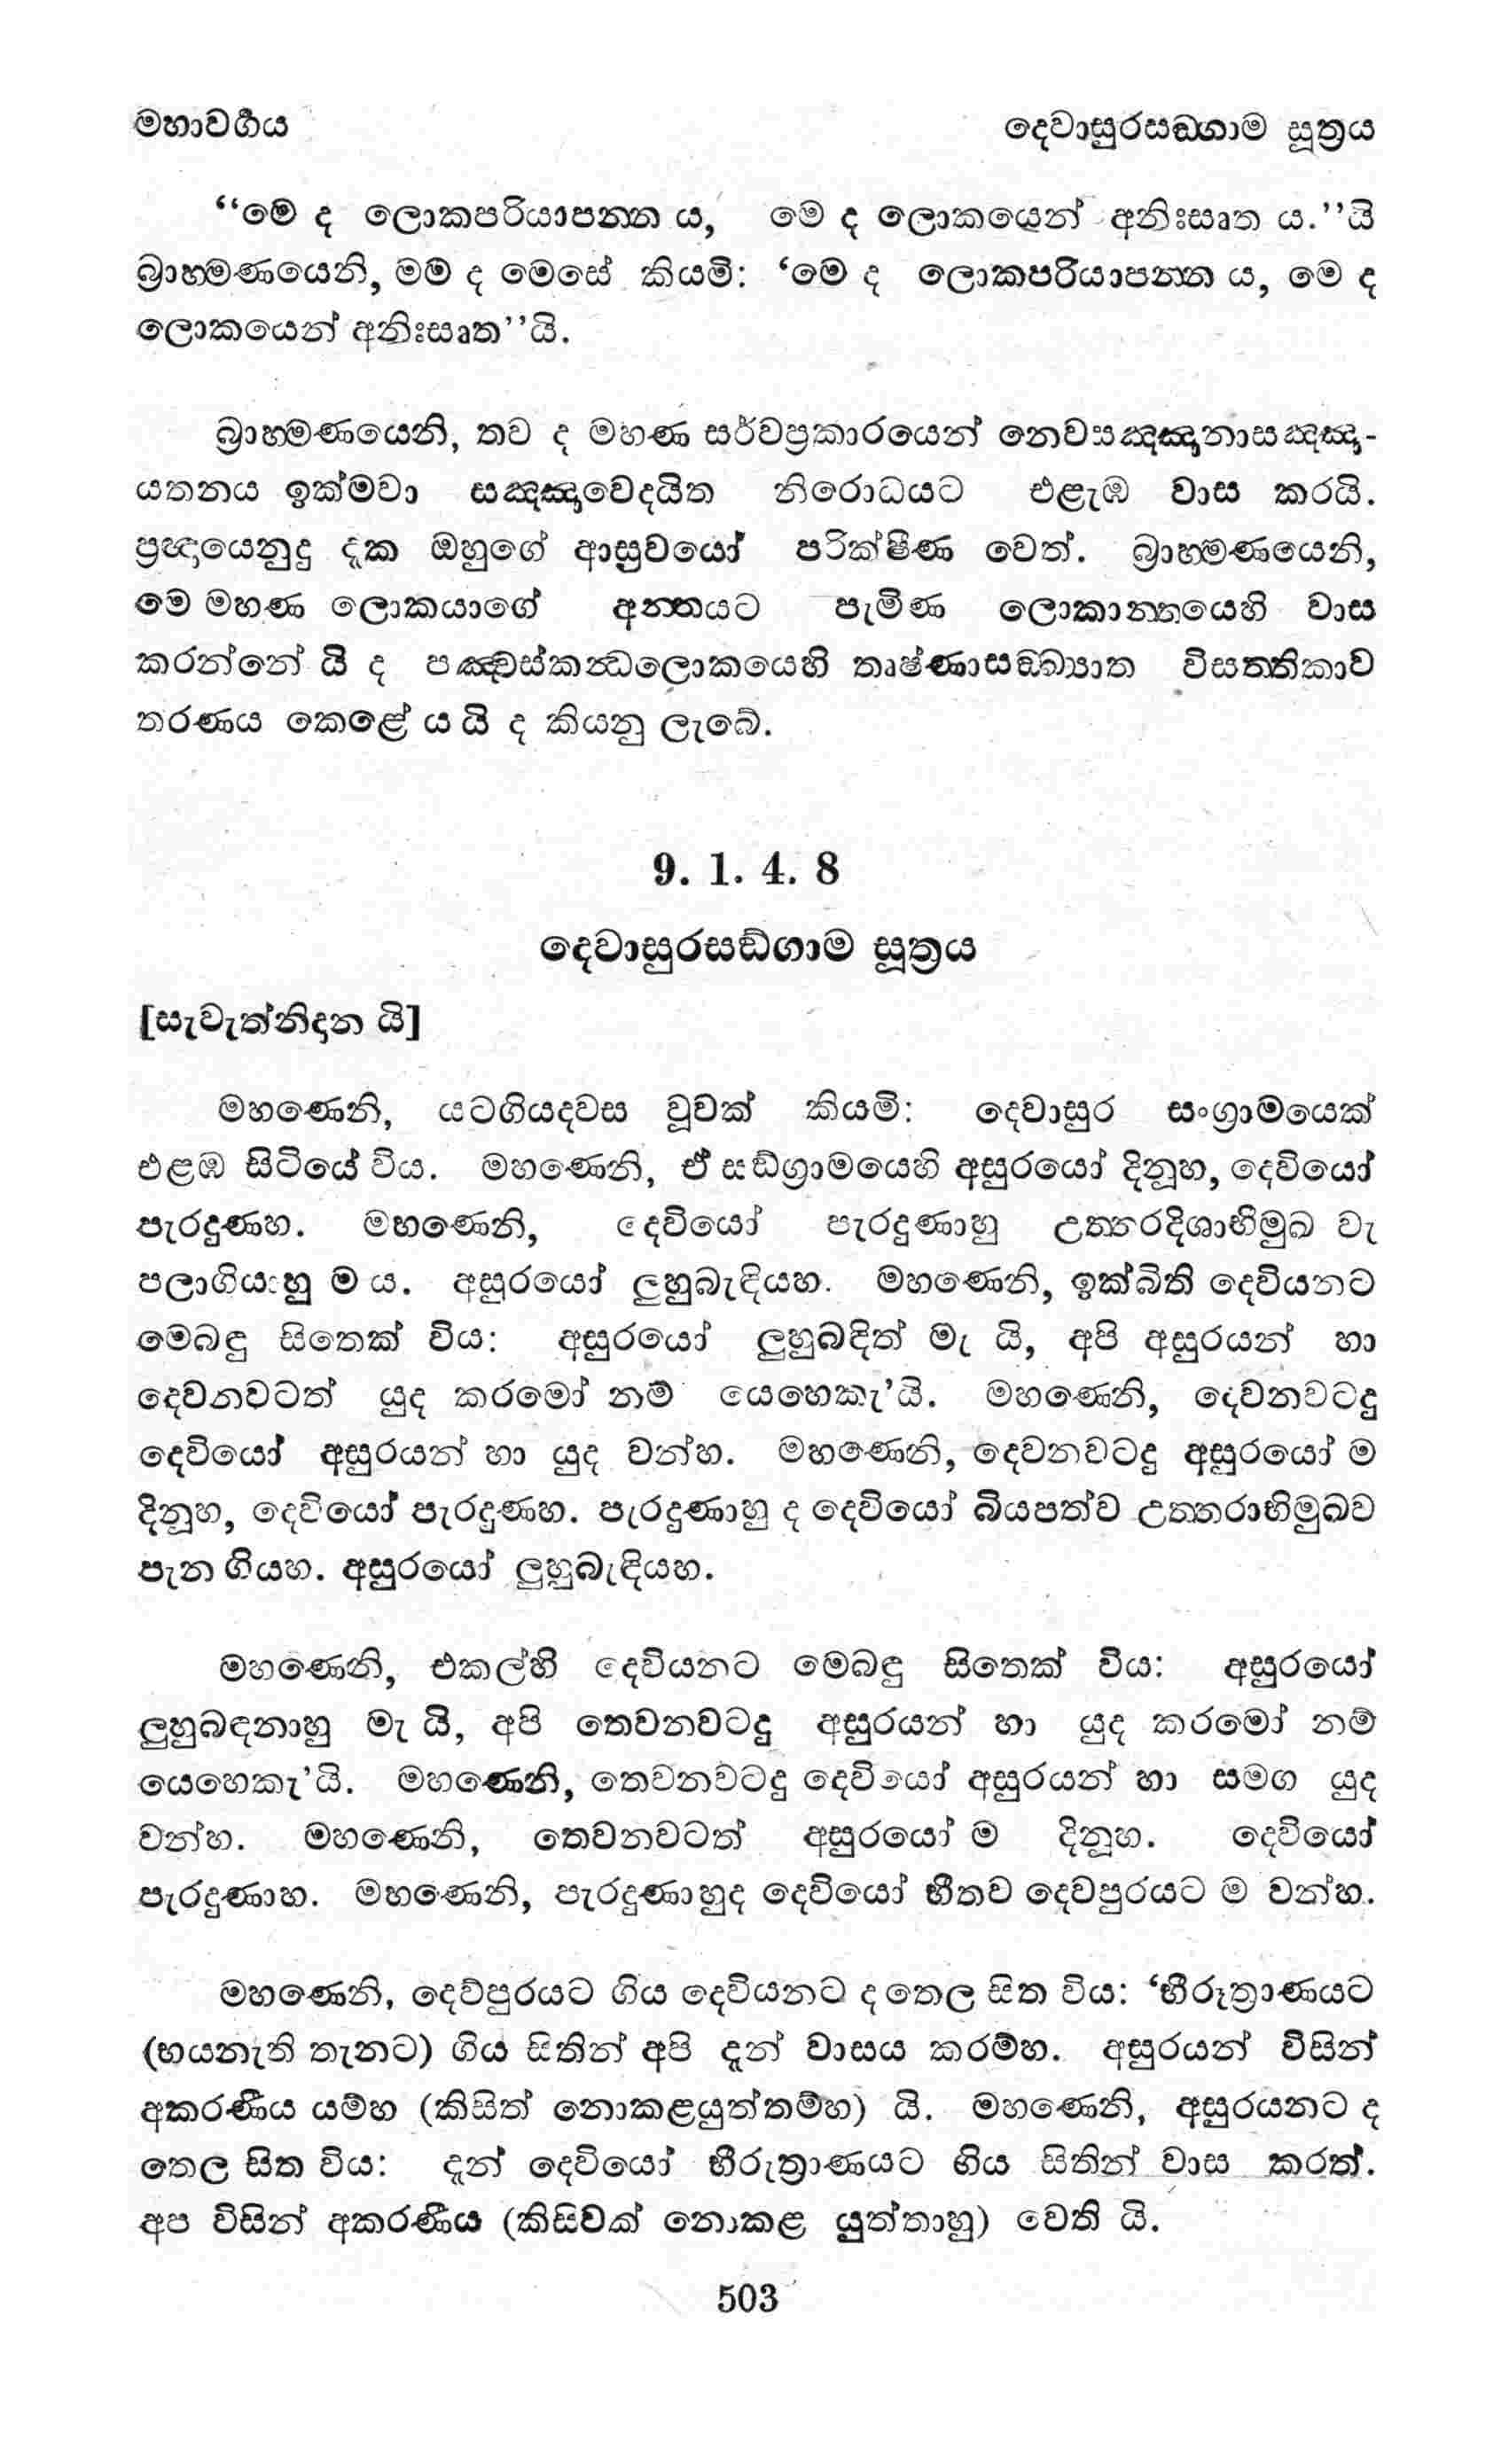 මහාවර්‍ගය
දෙවාසුරසඞ්ගාම සූත්‍රය
“මෙ ද ලොකපරියාපන්න ය, මෙ ද ලොකයෙන් අනිඃසෘත ය.”යි
බ්‍රාහ්මණයෙනි, මම ද මෙසේ කියමි: ‘මෙ ද ලොකපරියාපන්න ය, මෙ ද
ලොකයෙන් අනිඃසෘත”යි.
බ්‍රාහ්මණයෙනි, තව ද මහණ සර්වප්‍රකාරයෙන් නෙවසඤ්ඤානාසඤ්ඤා-
යතනය ඉක්මවා සඤ්ඤාවෙදයිත නිරොධයට එළැඹ වාස කරයි.
ප්‍රඥායෙනුදු දැක ඔහුගේ ආස්‍රවයෝ පරික්ෂීණ වෙත්. බ්‍රාහ්මණයෙනි,
මෙ මහණ ලොකයාගේ අන්තයට පැමිණ ලොකාන්තයෙහි වාස
කරන්නේ යි ද පඤ්චස්කන්ධලොකයෙහි තෘෂ්ණාසඞ්ඛ්‍යාත විසත්තිකාව
තරණය කෙළේ ය යි ද කියනු ලැබේ.
9. 1. 4. 8
දෙවාසුරසඞ්ගාම සූත්‍රය
[සැවැත්නිදාන යි]
මහණෙනි, යටගියදවස වූවක් කියමි: දෙවාසුර සංග්‍රාමයෙක්
එළඹ සිටියේ විය. මහණෙනි, ඒ සඞ්ග්‍රාමයෙහි අසුරයෝ දිනූහ, දෙවියෝ
පැරදුණහ. මහණෙනි, දෙවියෝ පැරදුණාහු උත්තරදිශාභිමුඛ වැ
පලාගියාහු ම ය. අසුරයෝ ලුහුබැඳියහ. මහණෙනි, ඉක්බිති දෙවියනට
මෙබඳු සිතෙක් විය: අසුරයෝ ලුහුබඳිත් මැ යි, අපි අසුරයන් හා
දෙවනවටත් යුද කරමෝ නම් යෙහෙකැ’යි. මහණෙනි, දෙවනවටදු
දෙවියෝ අසුරයන් හා යුද වන්හ. මහණෙනි, දෙවනවටදු අසුරයෝ ම
දිනූහ, දෙවියෝ පැරදුණහ. පැරදුණාහු ද දෙවියෝ බියපත්ව උත්තරාභිමුඛව
පැන ගියහ. අසුරයෝ ලුහුබැඳියහ.
මහණෙනි, එකල්හි දෙවියනට මෙබඳු සිතෙක් විය: අසුරයෝ
ලුහුබඳනාහු මැ යි, අපි තෙවනවටදු අසුරයන් හා යුද කරමෝ නම්
යෙහෙකැ’යි. මහණෙනි, තෙවනවටදු දෙවියෝ අසුරයන් හා සමග යුද
වන්හ. මහණෙනි, තෙවනවටත් අසුරයෝ ම දිනූහ. දෙවියෝ
පැරදුණාහ. මහණෙනි, පැරදුණාහුද දෙවියෝ භීතව දෙවපුරයට ම වන්හ.
මහණෙනි, දෙව්පුරයට ගිය දෙවියනට ද තෙල සිත විය: ‘භීරුත්‍රාණයට
(භයනැති තැනට) ගිය සිතින් අපි දැන් වාසය කරම්හ. අසුරයන් විසින්
අකරණීය යම්හ (කිසිත් නොකළයුත්තම්හ) යි. මහණෙනි, අසුරයනට ද
තෙල සිත විය: දැන් දෙවියෝ භීරුත්‍රාණයට ගිය සිතින් වාස කරත්.
අප විසින් අකරණීය (කිසිවක් නොකළ යුත්තාහු) වෙති යි.
503